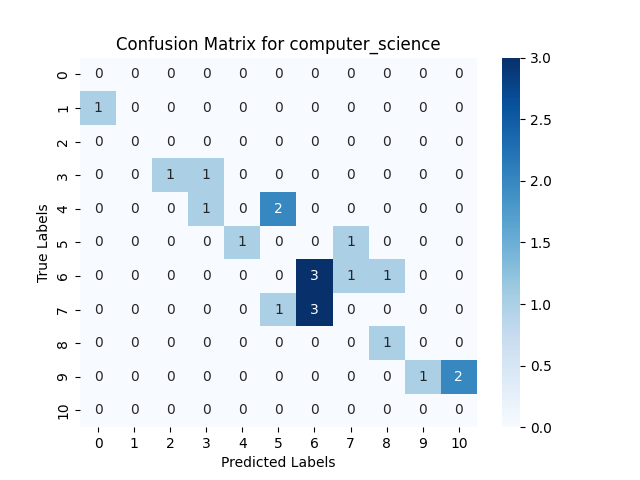 Confusion Matrix for computer_science
0 0 0 0 0 0 0 0 0 0 0 0
1 1 0 0 0 0 0 0 0 0 0 0
2 0 0 0 0 0 0 0 0 0 0 0
3 0 0 1 1 0 0 0 0 0 0 0
4 0 0 0 1 0 2 0 0 0 0 0
5 0 0 0 0 1 0 0 1 0 0 0
6 0 0 0 0 0 0 3 1 1 0 0
7 0 0 0 0 0 1 3 0 0 0 0
8 0 0 0 0 0 0 0 0 1 0 0
9 0 0 0 0 0 0 0 0 0 1 2
10 0 0 0 0 0 0 0 0 0 0 0
0 1 2 3 4 5 6 7 8 9 10
Predicted Labels
True Labels
3.0
2.5
2.0
1.5
1.0
0.5
0.0